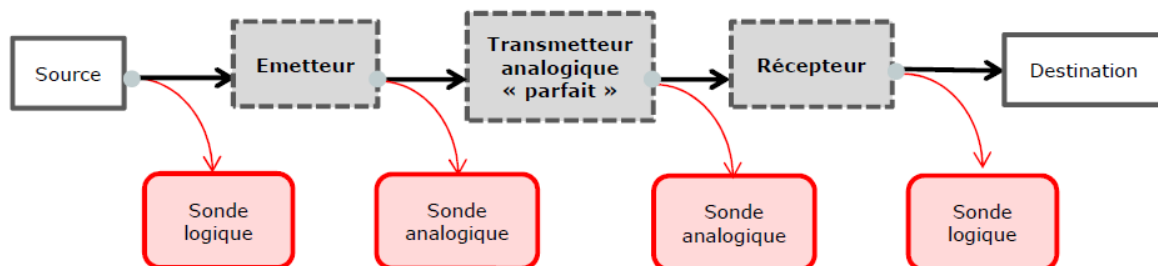 Source
Emetteur
Transmetteur
analogique
« parfait »
Récepteur
Destination
Sonde
logique
Sonde
analogique
Sonde
analogique
Sonde
logique